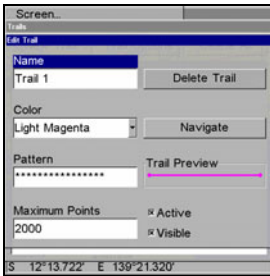 Screen...
Trails
Edit Trail
Name
Trail 1
Delete Trail
Color
Light Magenta
Navigate
Pattern
Trail Preview
****************
Maximum Points
2000
Active
Visible
S 12°13.722' E 139°21.320'